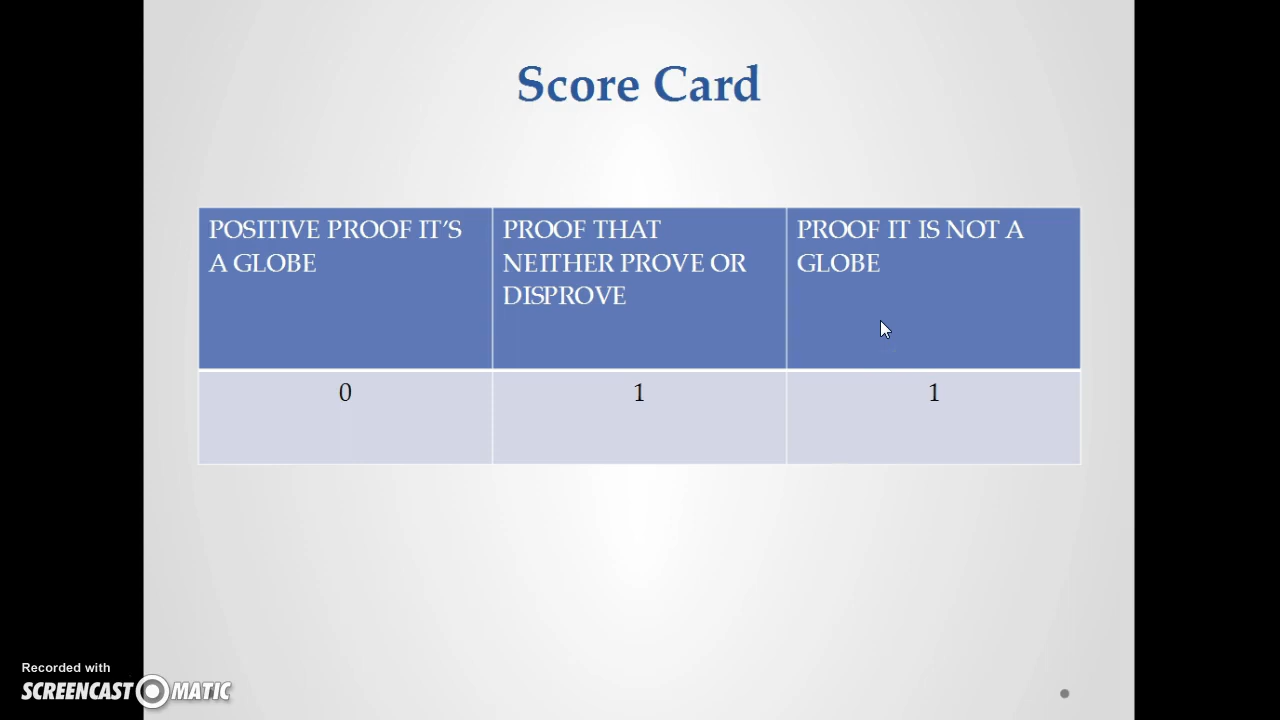 Score Card
POSITIVE PROOF IT'S
A GLOBE
PROOF THAT
NEITHER PROVE OR
DISPROVE
PROOF IT IS NOT A
GLOBE
0
1
1
Recorded with
SCREENCAST O MATIC